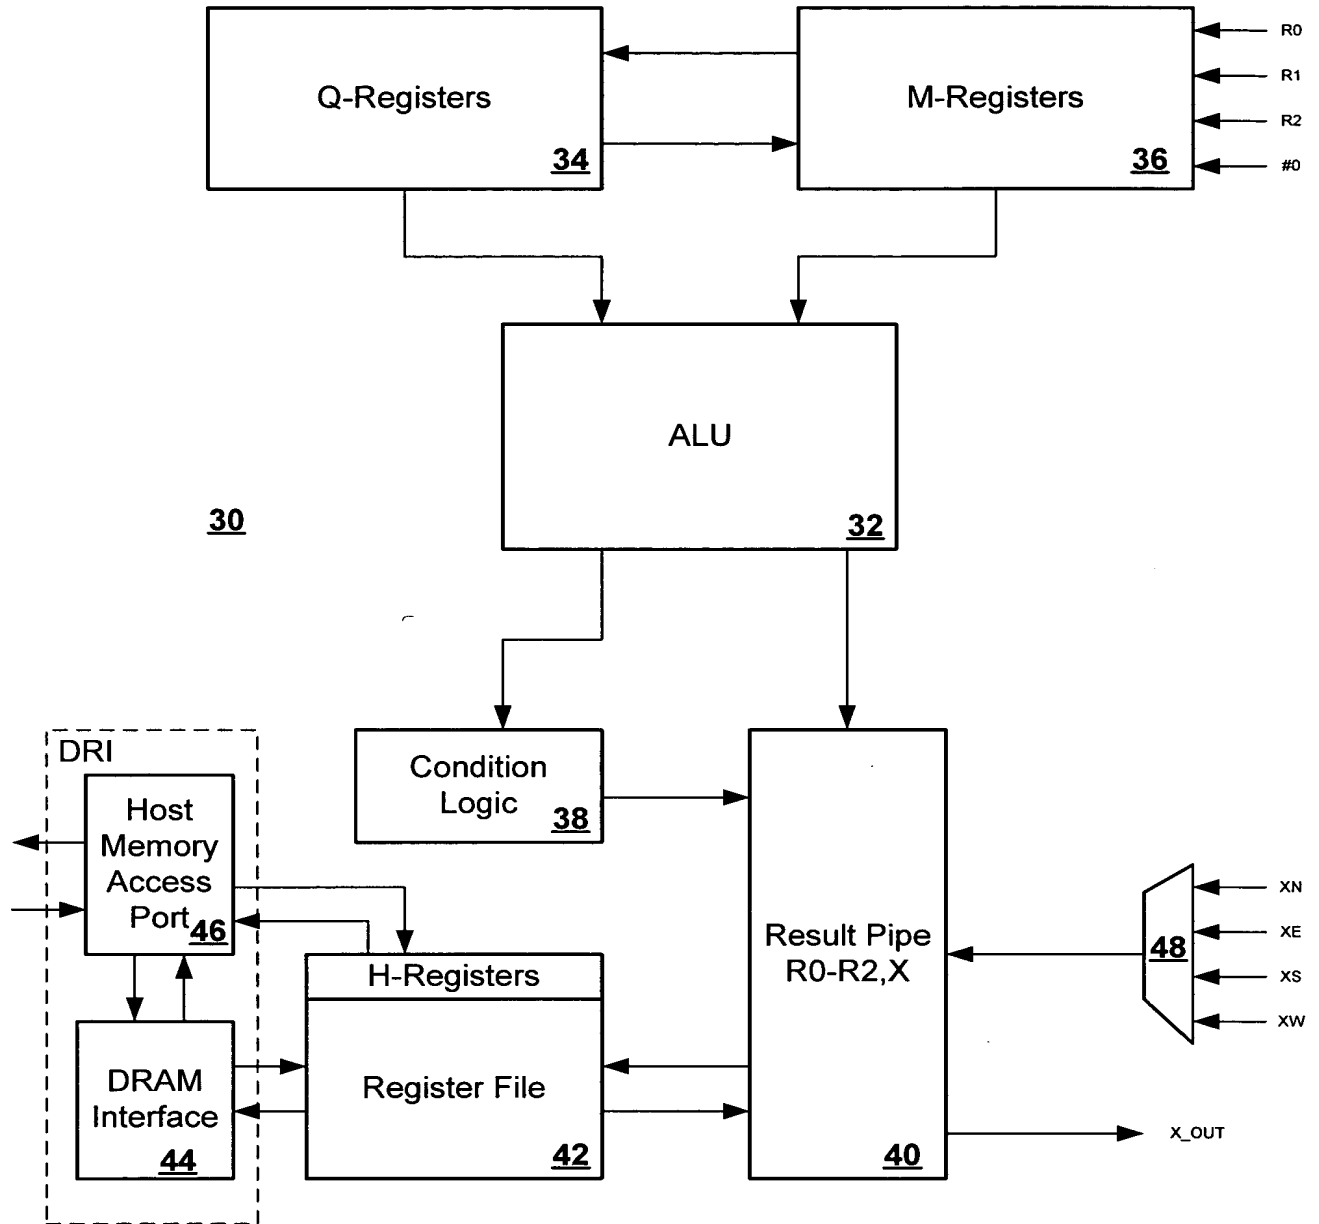 Q-Registers
34
M-Registers
36
R0
R1
R2
#0
ALU
32
30
DRI
Host
Memory
Access
Port
46
Condition
Logic
38
Result Pipe
R0-R2,X
40
XN
XE
XS
XW
48
H-Registers
Register File
42
DRAM
Interface
44
X_OUT